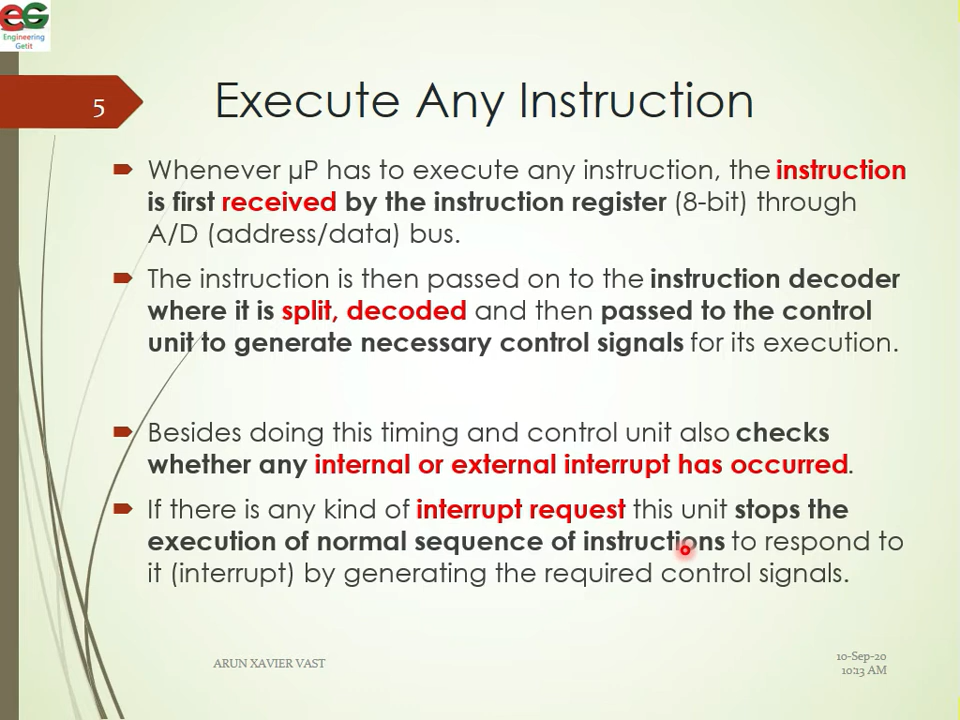 eG
Engineering
Getit
5
Execute Any Instruction
Whenever µP has to execute any instruction, the instruction
is first received by the instruction register (8-bit) through
A/D (address/data) bus.
The instruction is then passed on to the instruction decoder
where it is split, decoded and then passed to the control
unit to generate necessary control signals for its execution.
Besides doing this timing and control unit also checks
whether any internal or external interrupt has occurred.
If there is any kind of interrupt request this unit stops the
execution of normal sequence of instructions to respond to
it (interrupt) by generating the required control signals.
ARUN XAVIER VAST
10-Sep-20
10:13 AM